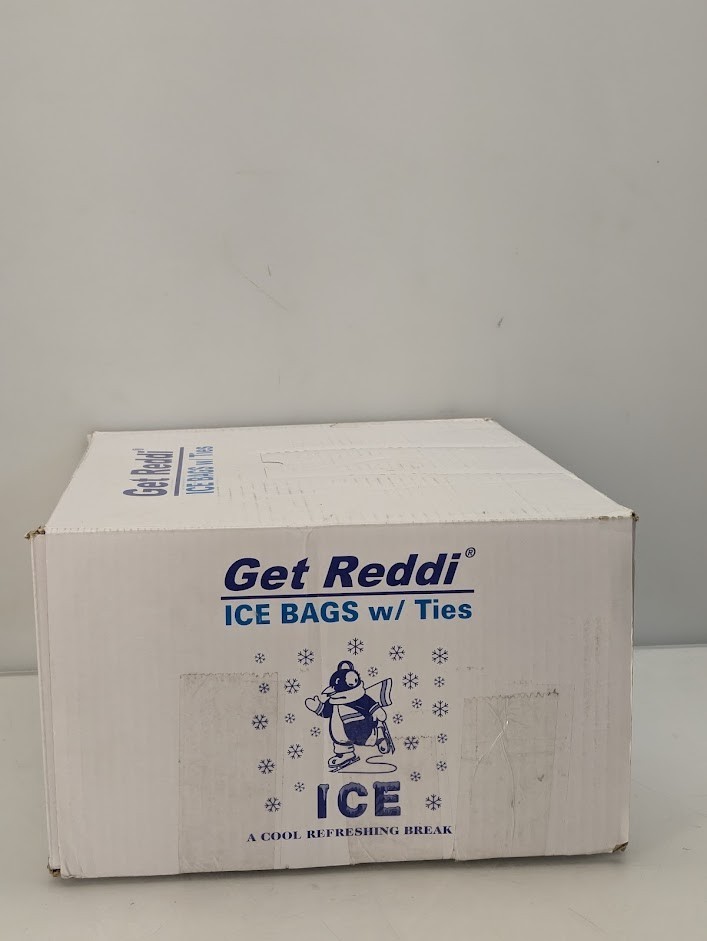 Get Reddi®
ICE BAGS w/ Ties
Get Reddi®
ICE BAGS w/ Ties
ICE
A COOL REFRESHING BREAK